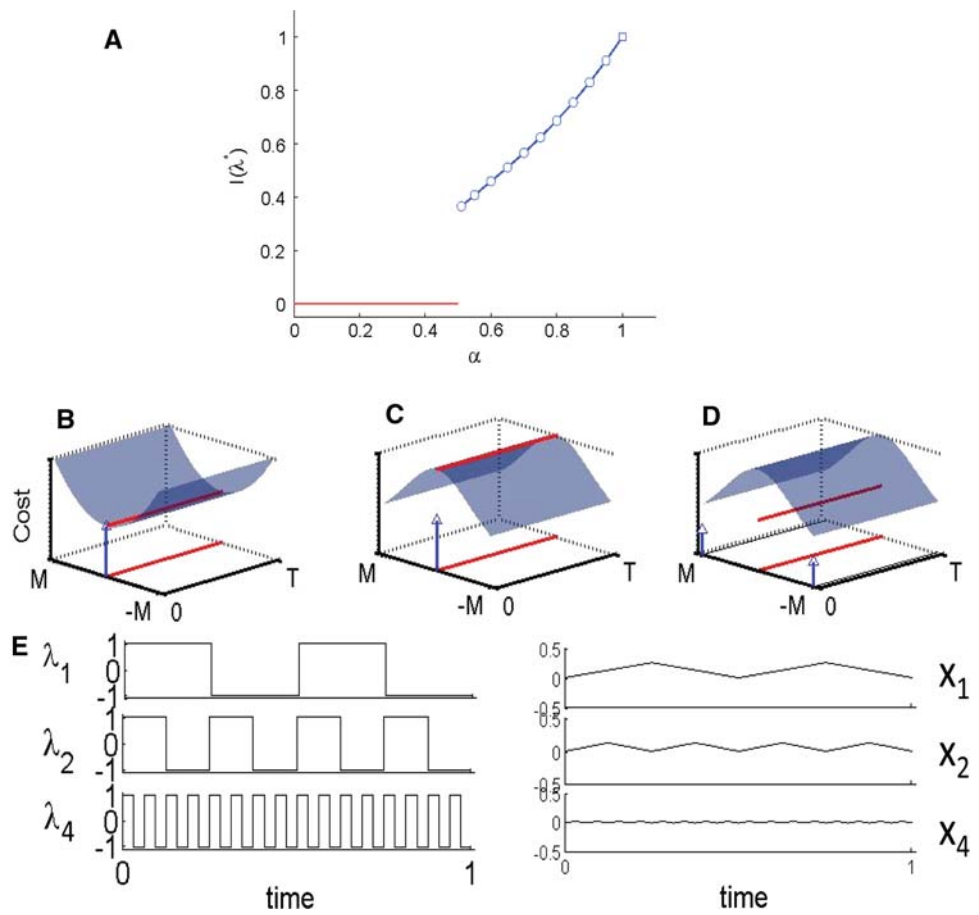 A
I(λ*)
1
0.8
0.6
0.4
0.2
0
0 0.2 0.4 0.6 0.8 1
α
B C D
Cost
M -M 0 T
M -M 0 T
M -M 0 T
E
λ1 1 0 -1
0.5 0 -0.5 X1
λ2 1 0 -1
0.5 0 -0.5 X2
λ4 1 0 -1
0.5 0 -0.5 X4
0 1
0 1
time time